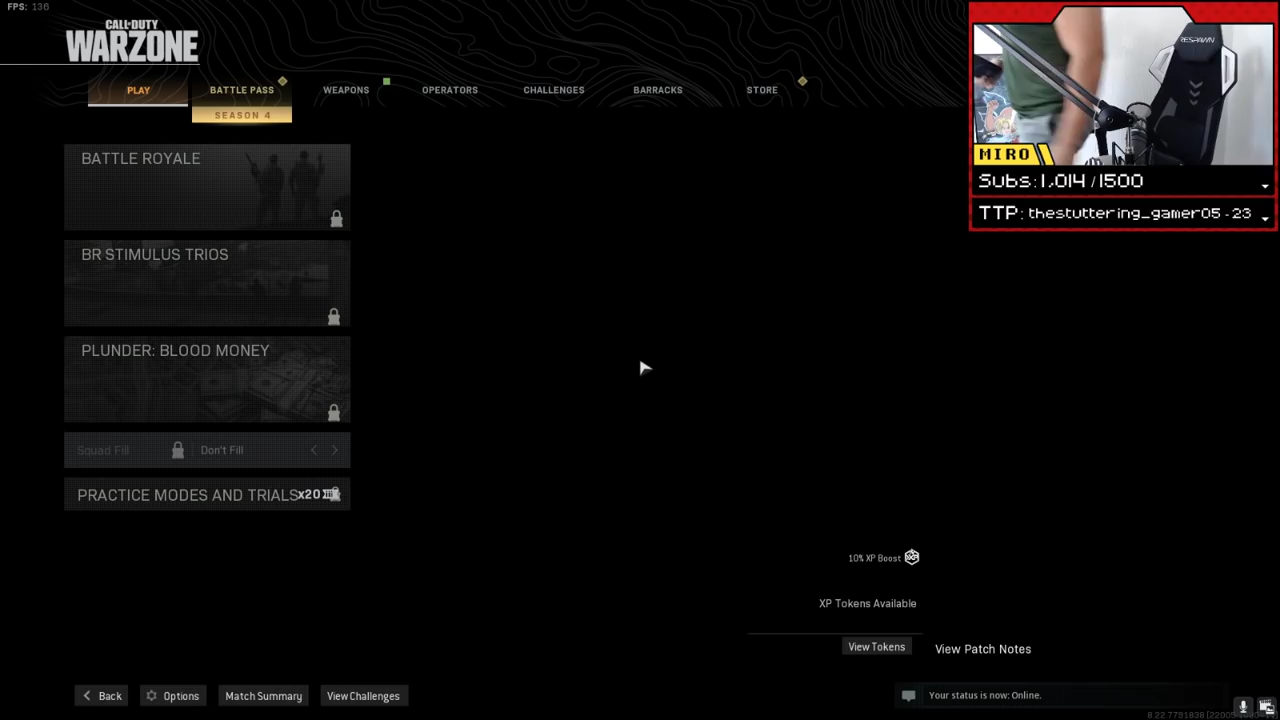 FPS: 136
CALL OF DUTY
WARZONE
PLAY
BATTLE PASS
WEAPONS
OPERATORS
CHALLENGES
BARRACKS
STORE
SEASON 4
BATTLE ROYALE
BR STIMULUS TRIOS
PLUNDER: BLOOD MONEY
Squad Fill
Don't Fill
PRACTICE MODES AND TRIALS x20
RESPAWN
MIRO
Subs: 1,014 / 1500
TTP: thestuttering_gamer05 - 23
10% XP Boost
XP Tokens Available
View Tokens
View Patch Notes
Back
Options
Match Summary
View Challenges
Your status is now: Online.